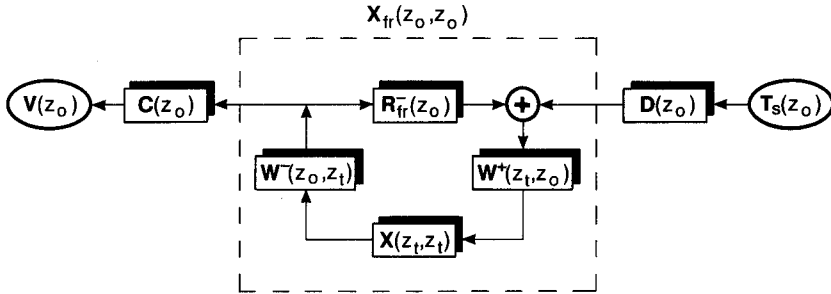 X_fr(z_o,z_o)
V(z_o)
C(z_o)
R⁻_fr(z_o)
+
D(z_o)
T_s(z_o)
W⁻(z_o,z_t)
W⁺(z_t,z_o)
X(z_t,z_t)